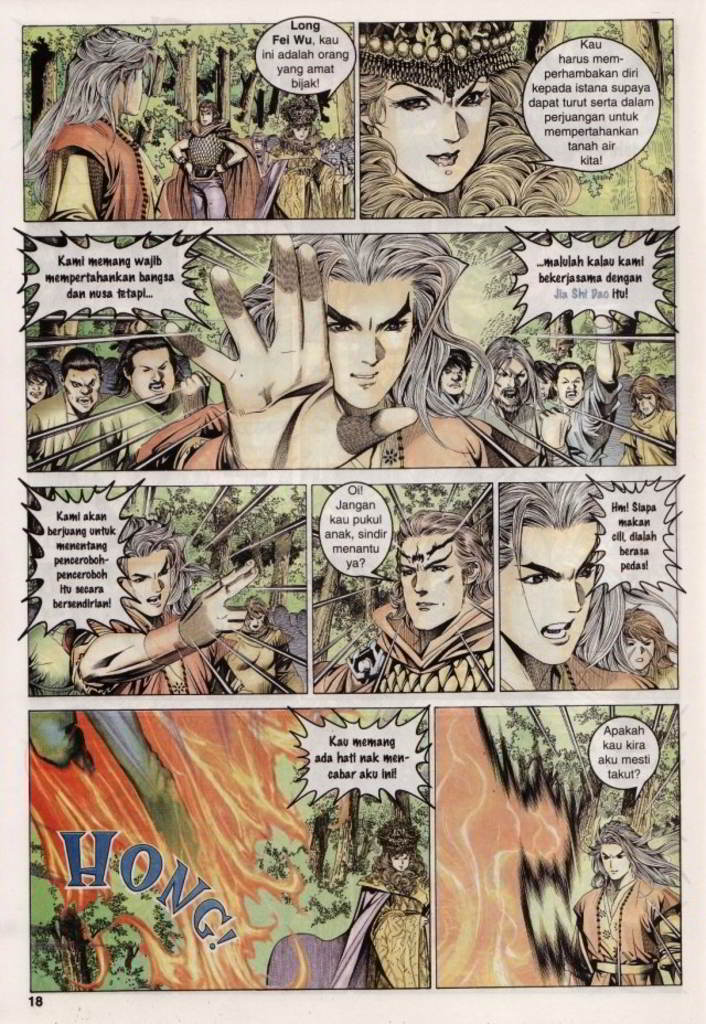 Long
Fei Wu, kau
ini adalah orang
yang amat
bijak!
Kau
harus mem-
perhambakan diri
kepada istana supaya
dapat turut serta dalam
perjuangan untuk
mempertahankan
tanah air
kita!
Kami memang wajib
mempertahankan bangsa
dan nusa tetapi...
...malulah kalau kami
bekerjasama dengan
Jia Shi Dao itu!
Kami akan
berjuang untuk
menentang
penceroboh-
penceroboh
itu secara
bersendirian!
Oi!
Jangan
kau pukul
anak, sindir
menantu
ya?
Hm! Siapa
makan
cili, dialah
berasa
pedas!
Kau memang
ada hati nak men-
cabar aku ini!
HONG!
Apakah
kau kira
aku mesti
takut?
18